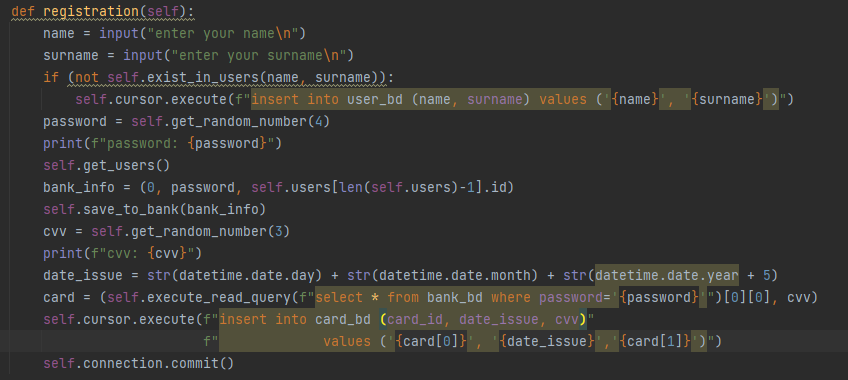 def registration(self):
    name = input("enter your name\n")
    surname = input("enter your surname\n")
    if (not self.exist_in_users(name, surname)):
        self.cursor.execute(f"insert into user_bd (name, surname) values ('{name}', '{surname}')")
    password = self.get_random_number(4)
    print(f"password: {password}")
    self.get_users()
    bank_info = (0, password, self.users[len(self.users)-1].id)
    self.save_to_bank(bank_info)
    cvv = self.get_random_number(3)
    print(f"cvv: {cvv}")
    date_issue = str(datetime.date.day) + str(datetime.date.month) + str(datetime.date.year + 5)
    card = (self.execute_read_query(f"select * from bank_bd where password='{password}'")[0][0], cvv)
    self.cursor.execute(f"insert into card_bd (card_id, date_issue, cvv)"
                        f"              values ('{card[0]}', '{date_issue}','{card[1]}')")
    self.connection.commit()